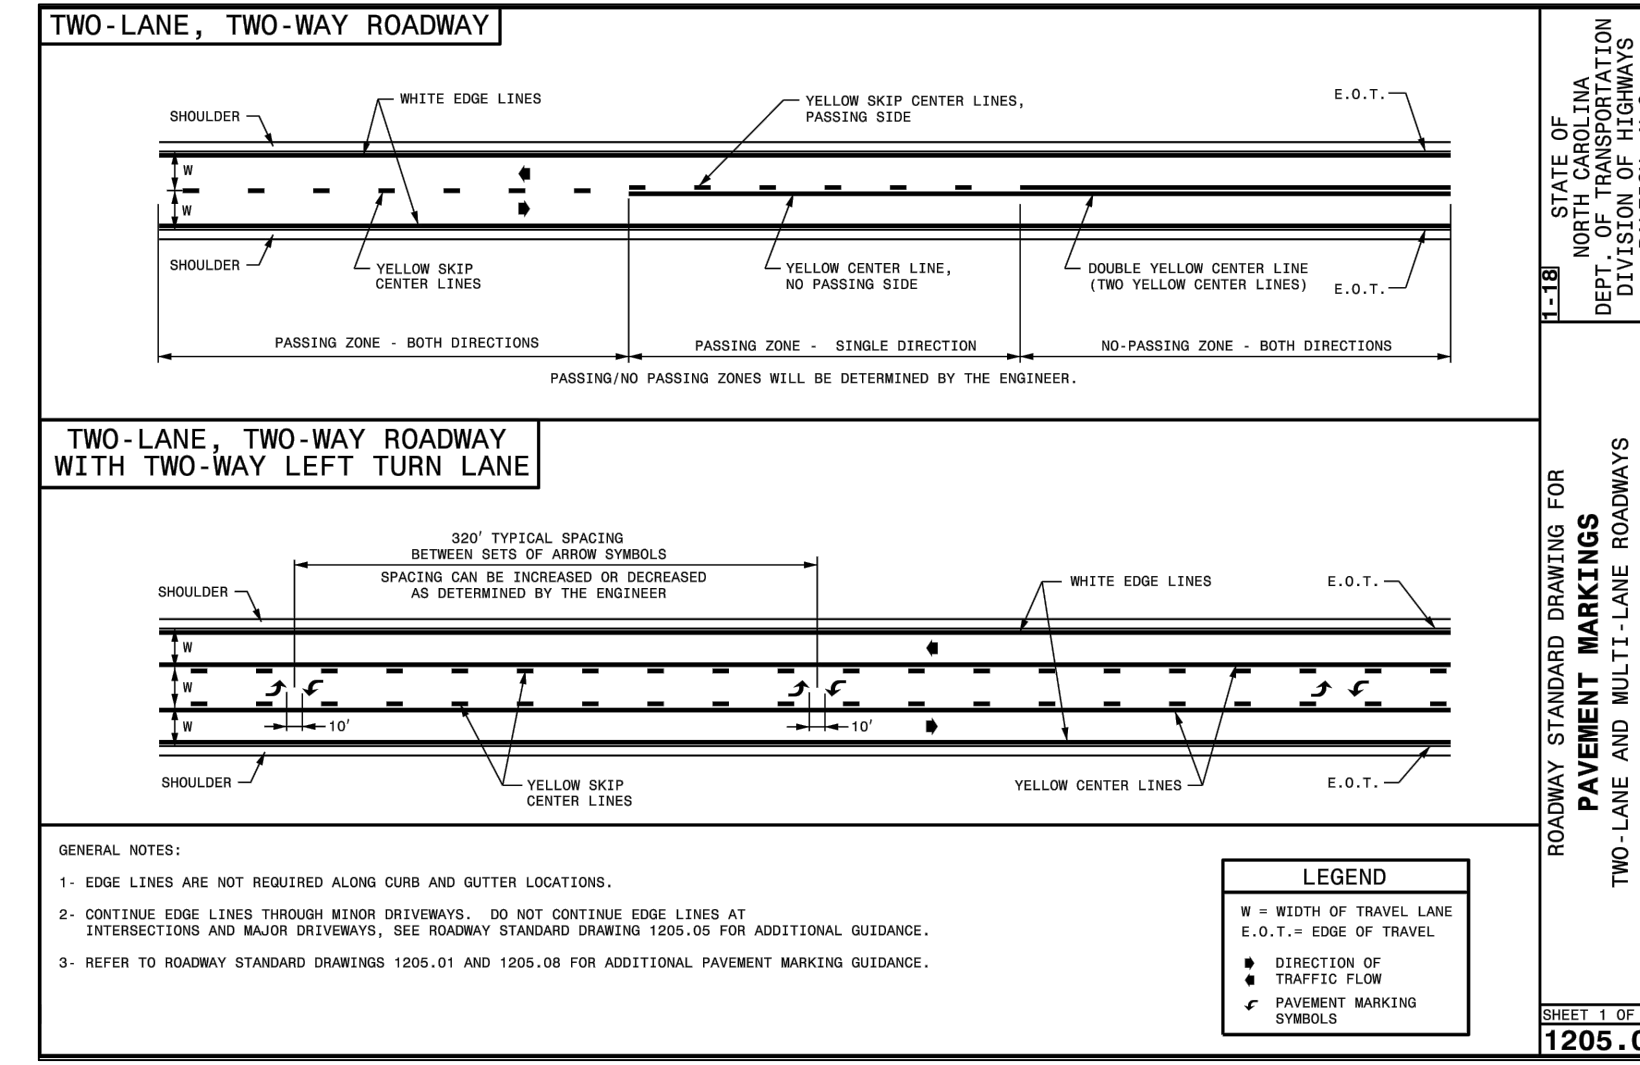 TWO-LANE, TWO-WAY ROADWAY
SHOULDER
WHITE EDGE LINES
YELLOW SKIP CENTER LINES,
PASSING SIDE
E.O.T.
W
W
SHOULDER
YELLOW SKIP
CENTER LINES
YELLOW CENTER LINE,
NO PASSING SIDE
DOUBLE YELLOW CENTER LINE
(TWO YELLOW CENTER LINES)
E.O.T.
PASSING ZONE - BOTH DIRECTIONS
PASSING ZONE - SINGLE DIRECTION
NO-PASSING ZONE - BOTH DIRECTIONS
PASSING/NO PASSING ZONES WILL BE DETERMINED BY THE ENGINEER.
TWO-LANE, TWO-WAY ROADWAY
WITH TWO-WAY LEFT TURN LANE
320' TYPICAL SPACING
BETWEEN SETS OF ARROW SYMBOLS
SPACING CAN BE INCREASED OR DECREASED
AS DETERMINED BY THE ENGINEER
SHOULDER
WHITE EDGE LINES
E.O.T.
W
W
W
10'
10'
SHOULDER
YELLOW SKIP
CENTER LINES
YELLOW CENTER LINES
E.O.T.
GENERAL NOTES:
1- EDGE LINES ARE NOT REQUIRED ALONG CURB AND GUTTER LOCATIONS.
2- CONTINUE EDGE LINES THROUGH MINOR DRIVEWAYS. DO NOT CONTINUE EDGE LINES AT
INTERSECTIONS AND MAJOR DRIVEWAYS, SEE ROADWAY STANDARD DRAWING 1205.05 FOR ADDITIONAL GUIDANCE.
3- REFER TO ROADWAY STANDARD DRAWINGS 1205.01 AND 1205.08 FOR ADDITIONAL PAVEMENT MARKING GUIDANCE.
LEGEND
W = WIDTH OF TRAVEL LANE
E.O.T.= EDGE OF TRAVEL
DIRECTION OF
TRAFFIC FLOW
PAVEMENT MARKING
SYMBOLS
1-18
STATE OF
NORTH CAROLINA
DEPT. OF TRANSPORTATION
DIVISION OF HIGHWAYS
ROADWAY STANDARD DRAWING FOR
PAVEMENT MARKINGS
TWO-LANE AND MULTI-LANE ROADWAYS
SHEET 1 OF
1205.0